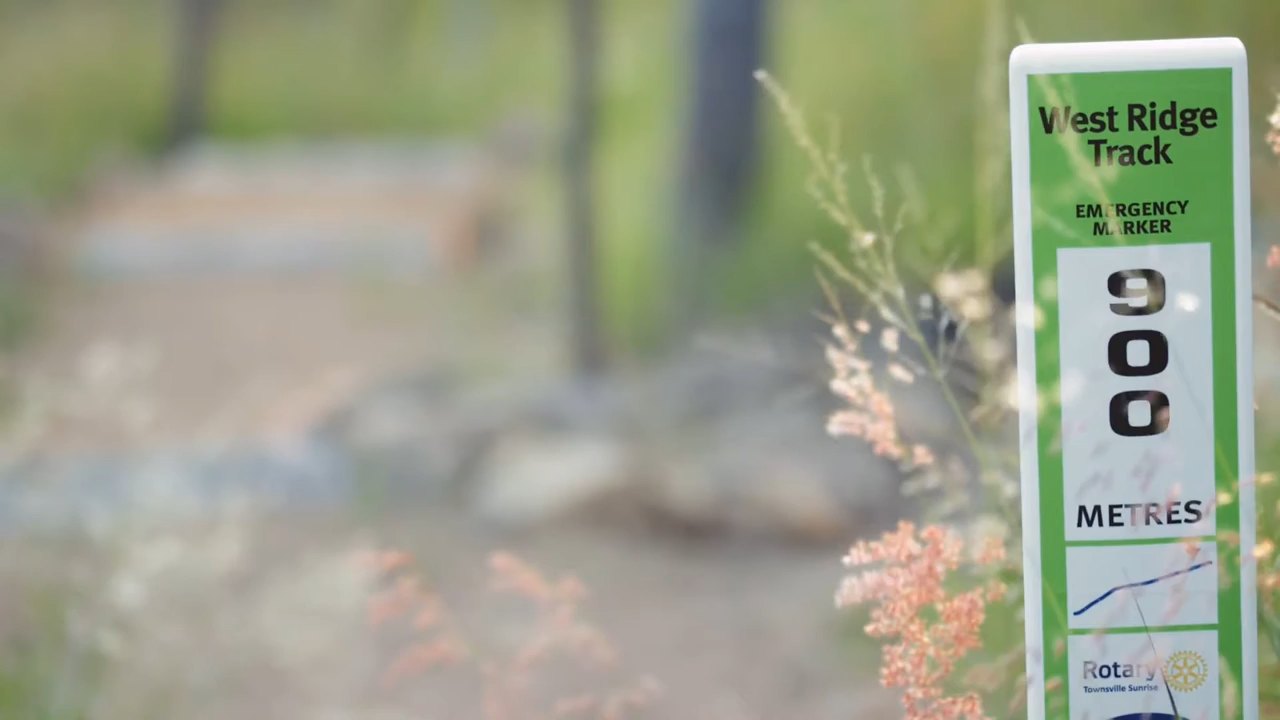 West Ridge
Track
EMERGENCY
MARKER
9
0
0
METRES
Rotary
Townsville Sunrise